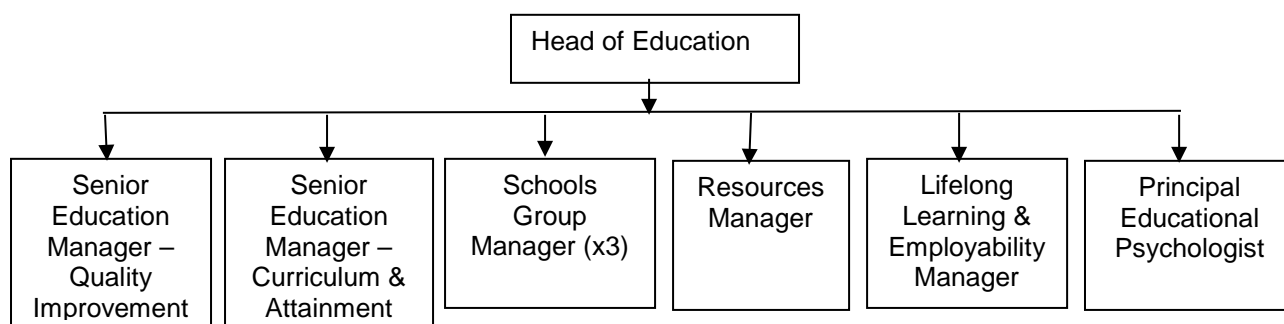 Head of Education
Senior
Education
Manager –
Quality
Improvement
Senior
Education
Manager–
Curriculum &
Attainment
Schools
Group
Manager (x3)
Resources
Manager
Lifelong
Learning &
Employability
Manager
Principal
Educational
Psychologist